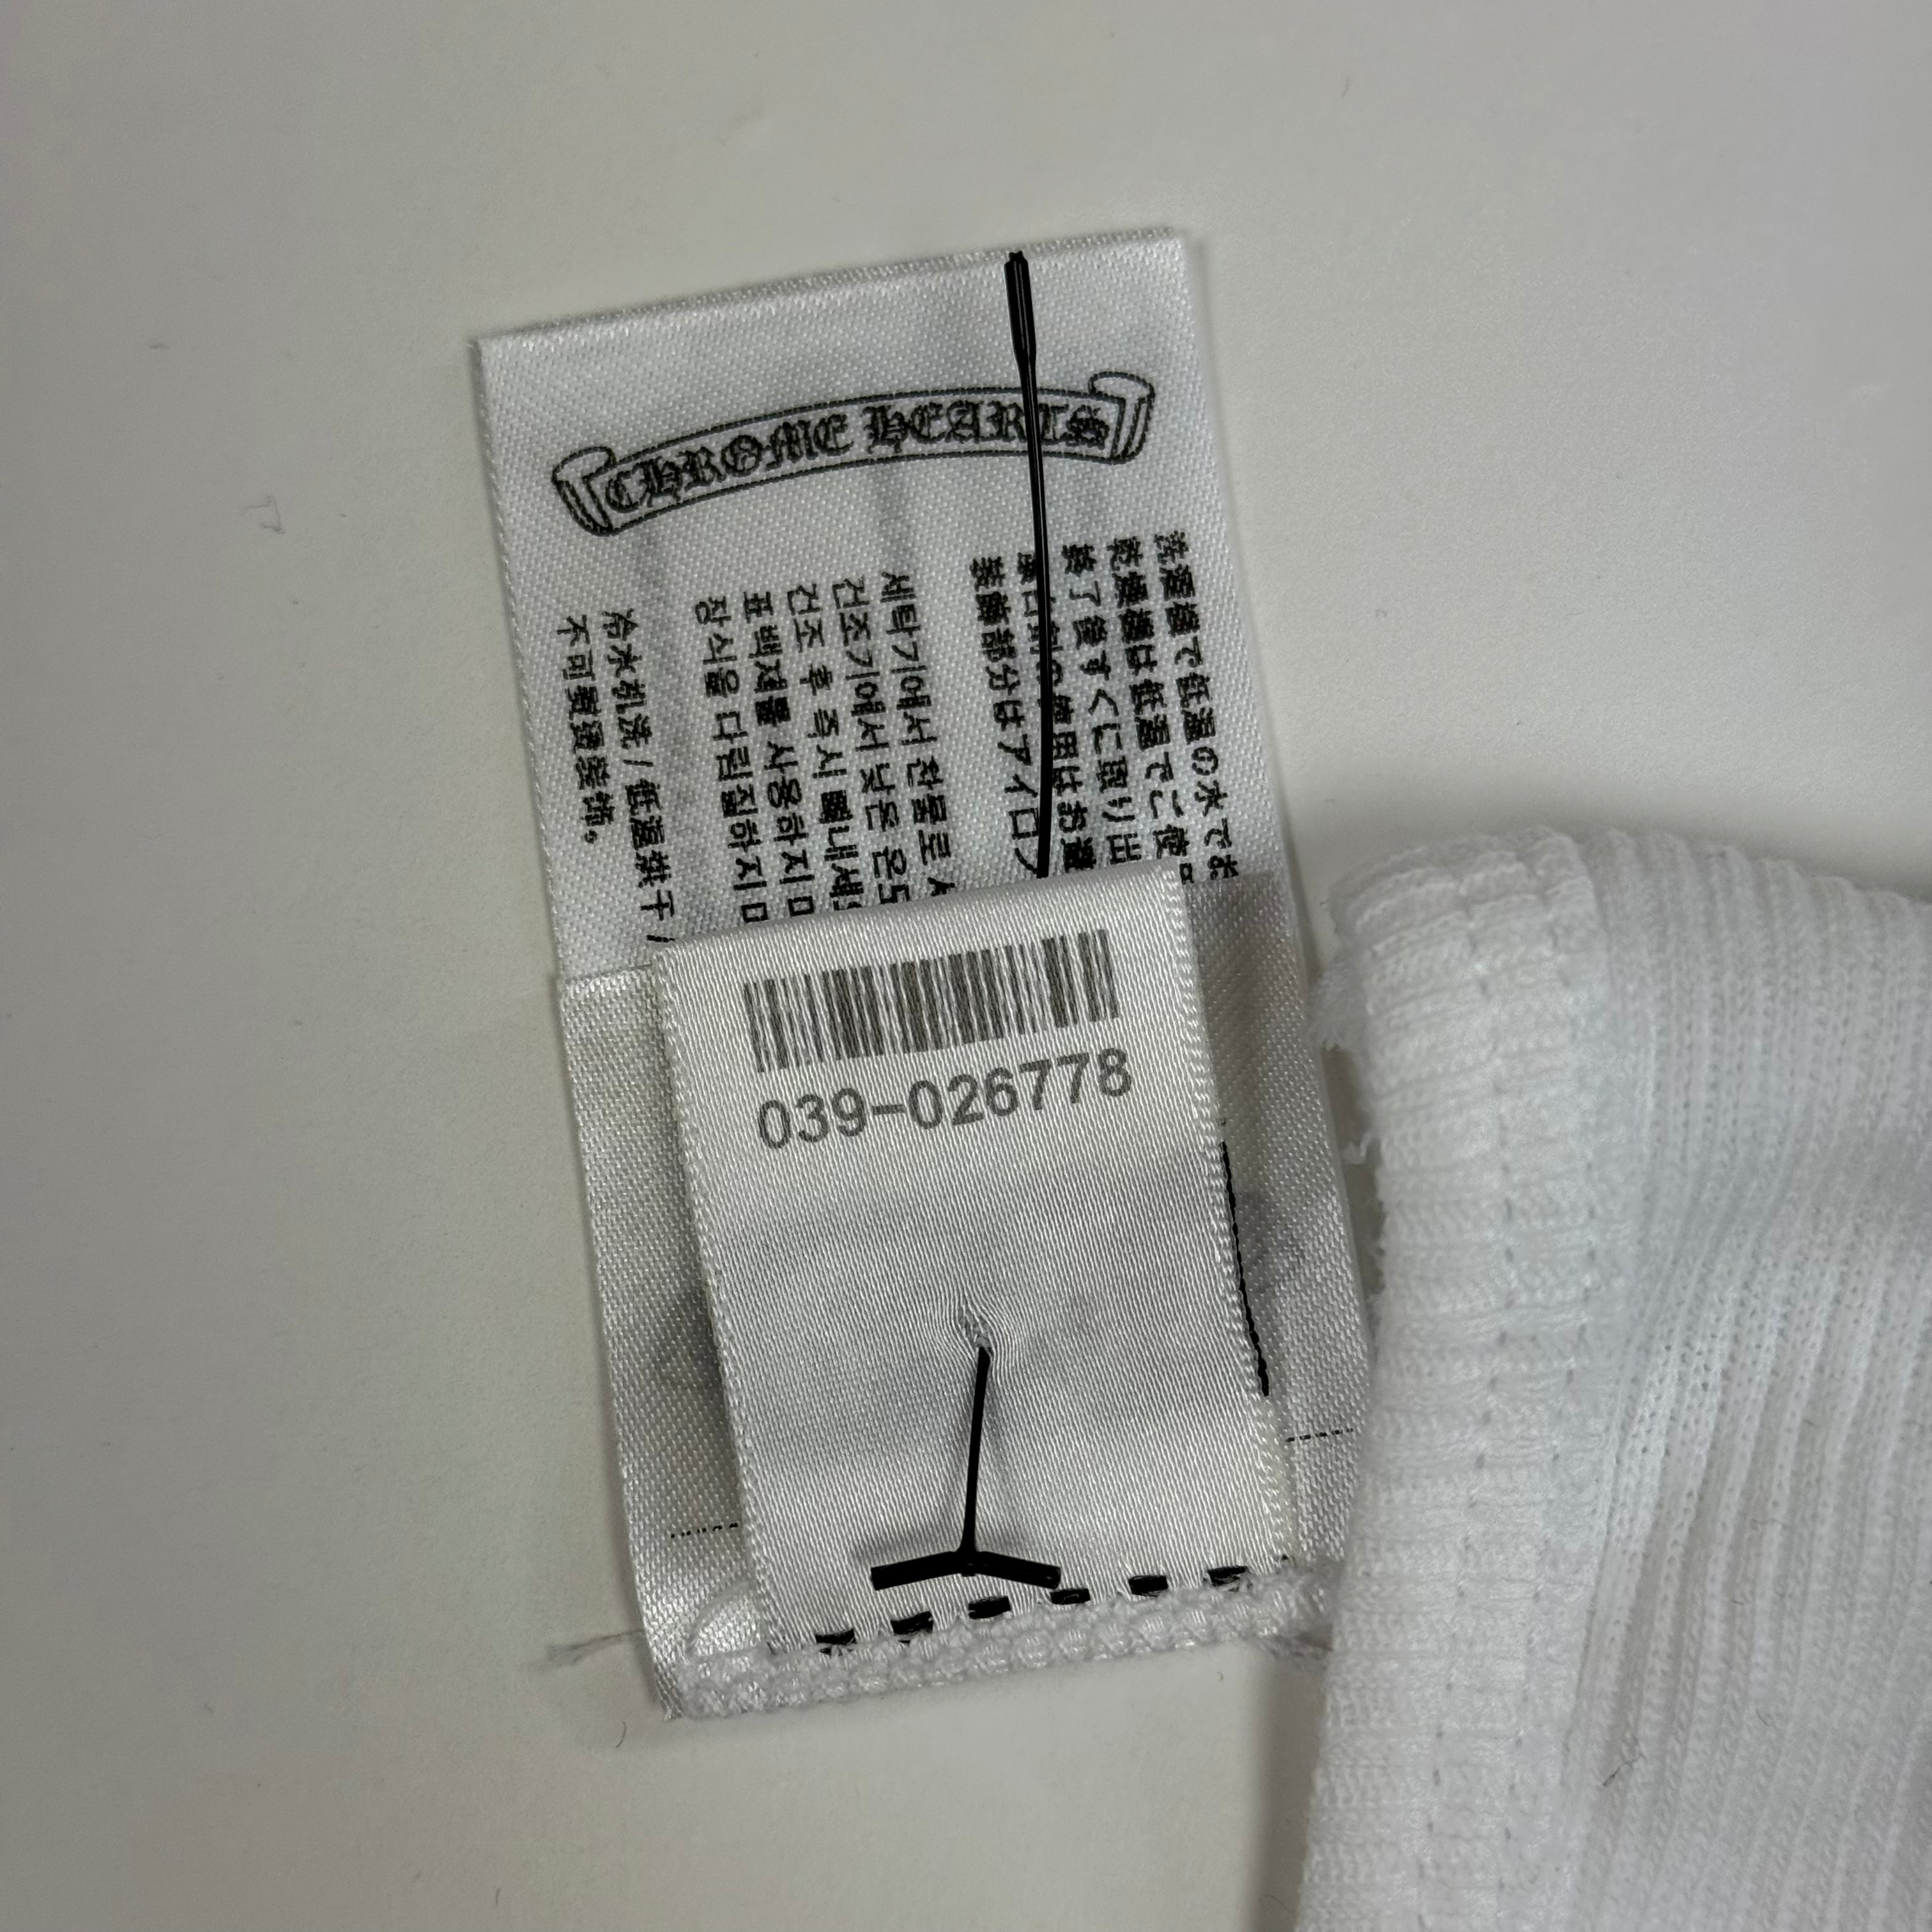 CHROME HEARTS
洗濯機で低温の水でお
乾燥機は低温でご使
終了後すぐに取り出
漂白剤の使用はお避
装飾部分はアイロン
세탁기에서 찬물로
건조기에서 낮은 온도
건조 후 즉시 빼내세요
표백제를 사용하지 마
장식을 다림질하지 마
冷水机洗 / 低温烘干 /
不可熨烫装饰。
039-026778